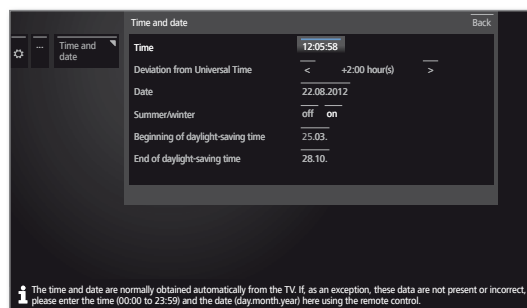 Time and date
Back
...
Time and
date
Time
12:05:58
Deviation from Universal Time
< +2:00 hour(s) >
Date
22.08.2012
Summer/winter
off on
Beginning of daylight-saving time
25.03.
End of daylight-saving time
28.10.
The time and date are normally obtained automatically from the TV. If, as an exception, these data are not present or incorrect,
please enter the time (00:00 to 23:59) and the date (day.month.year) here using the remote control.